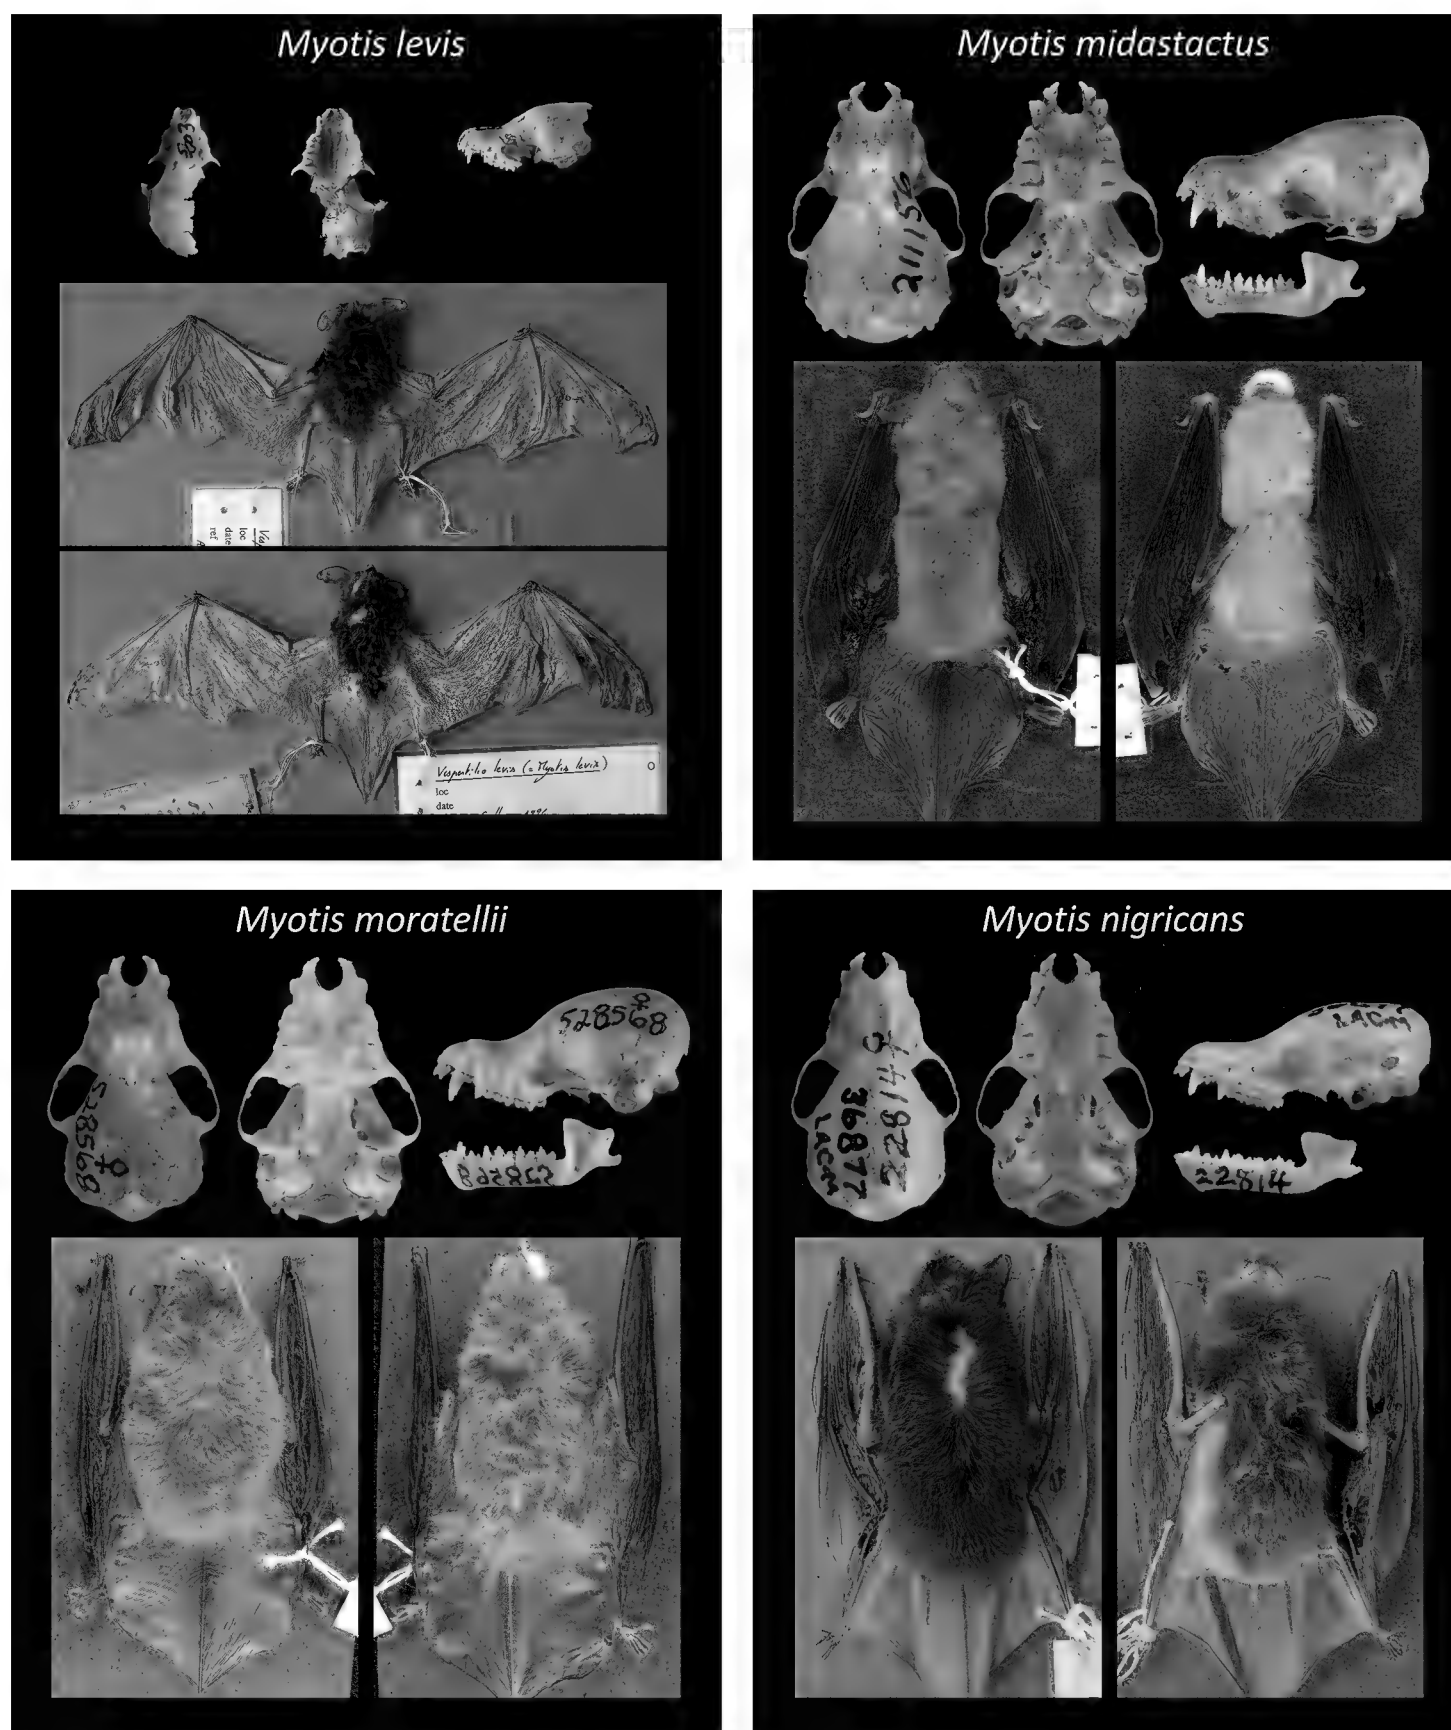 Myotis levis
5033
loc
date
ref
Vespertilio levis (= Myotis levis)
loc
date
Myotis midastactus
211156
Myotis moratellii
528568 ♀
528568
♀
528568
Myotis nigricans
22814 ♀
36877
LACM
LACM
22814